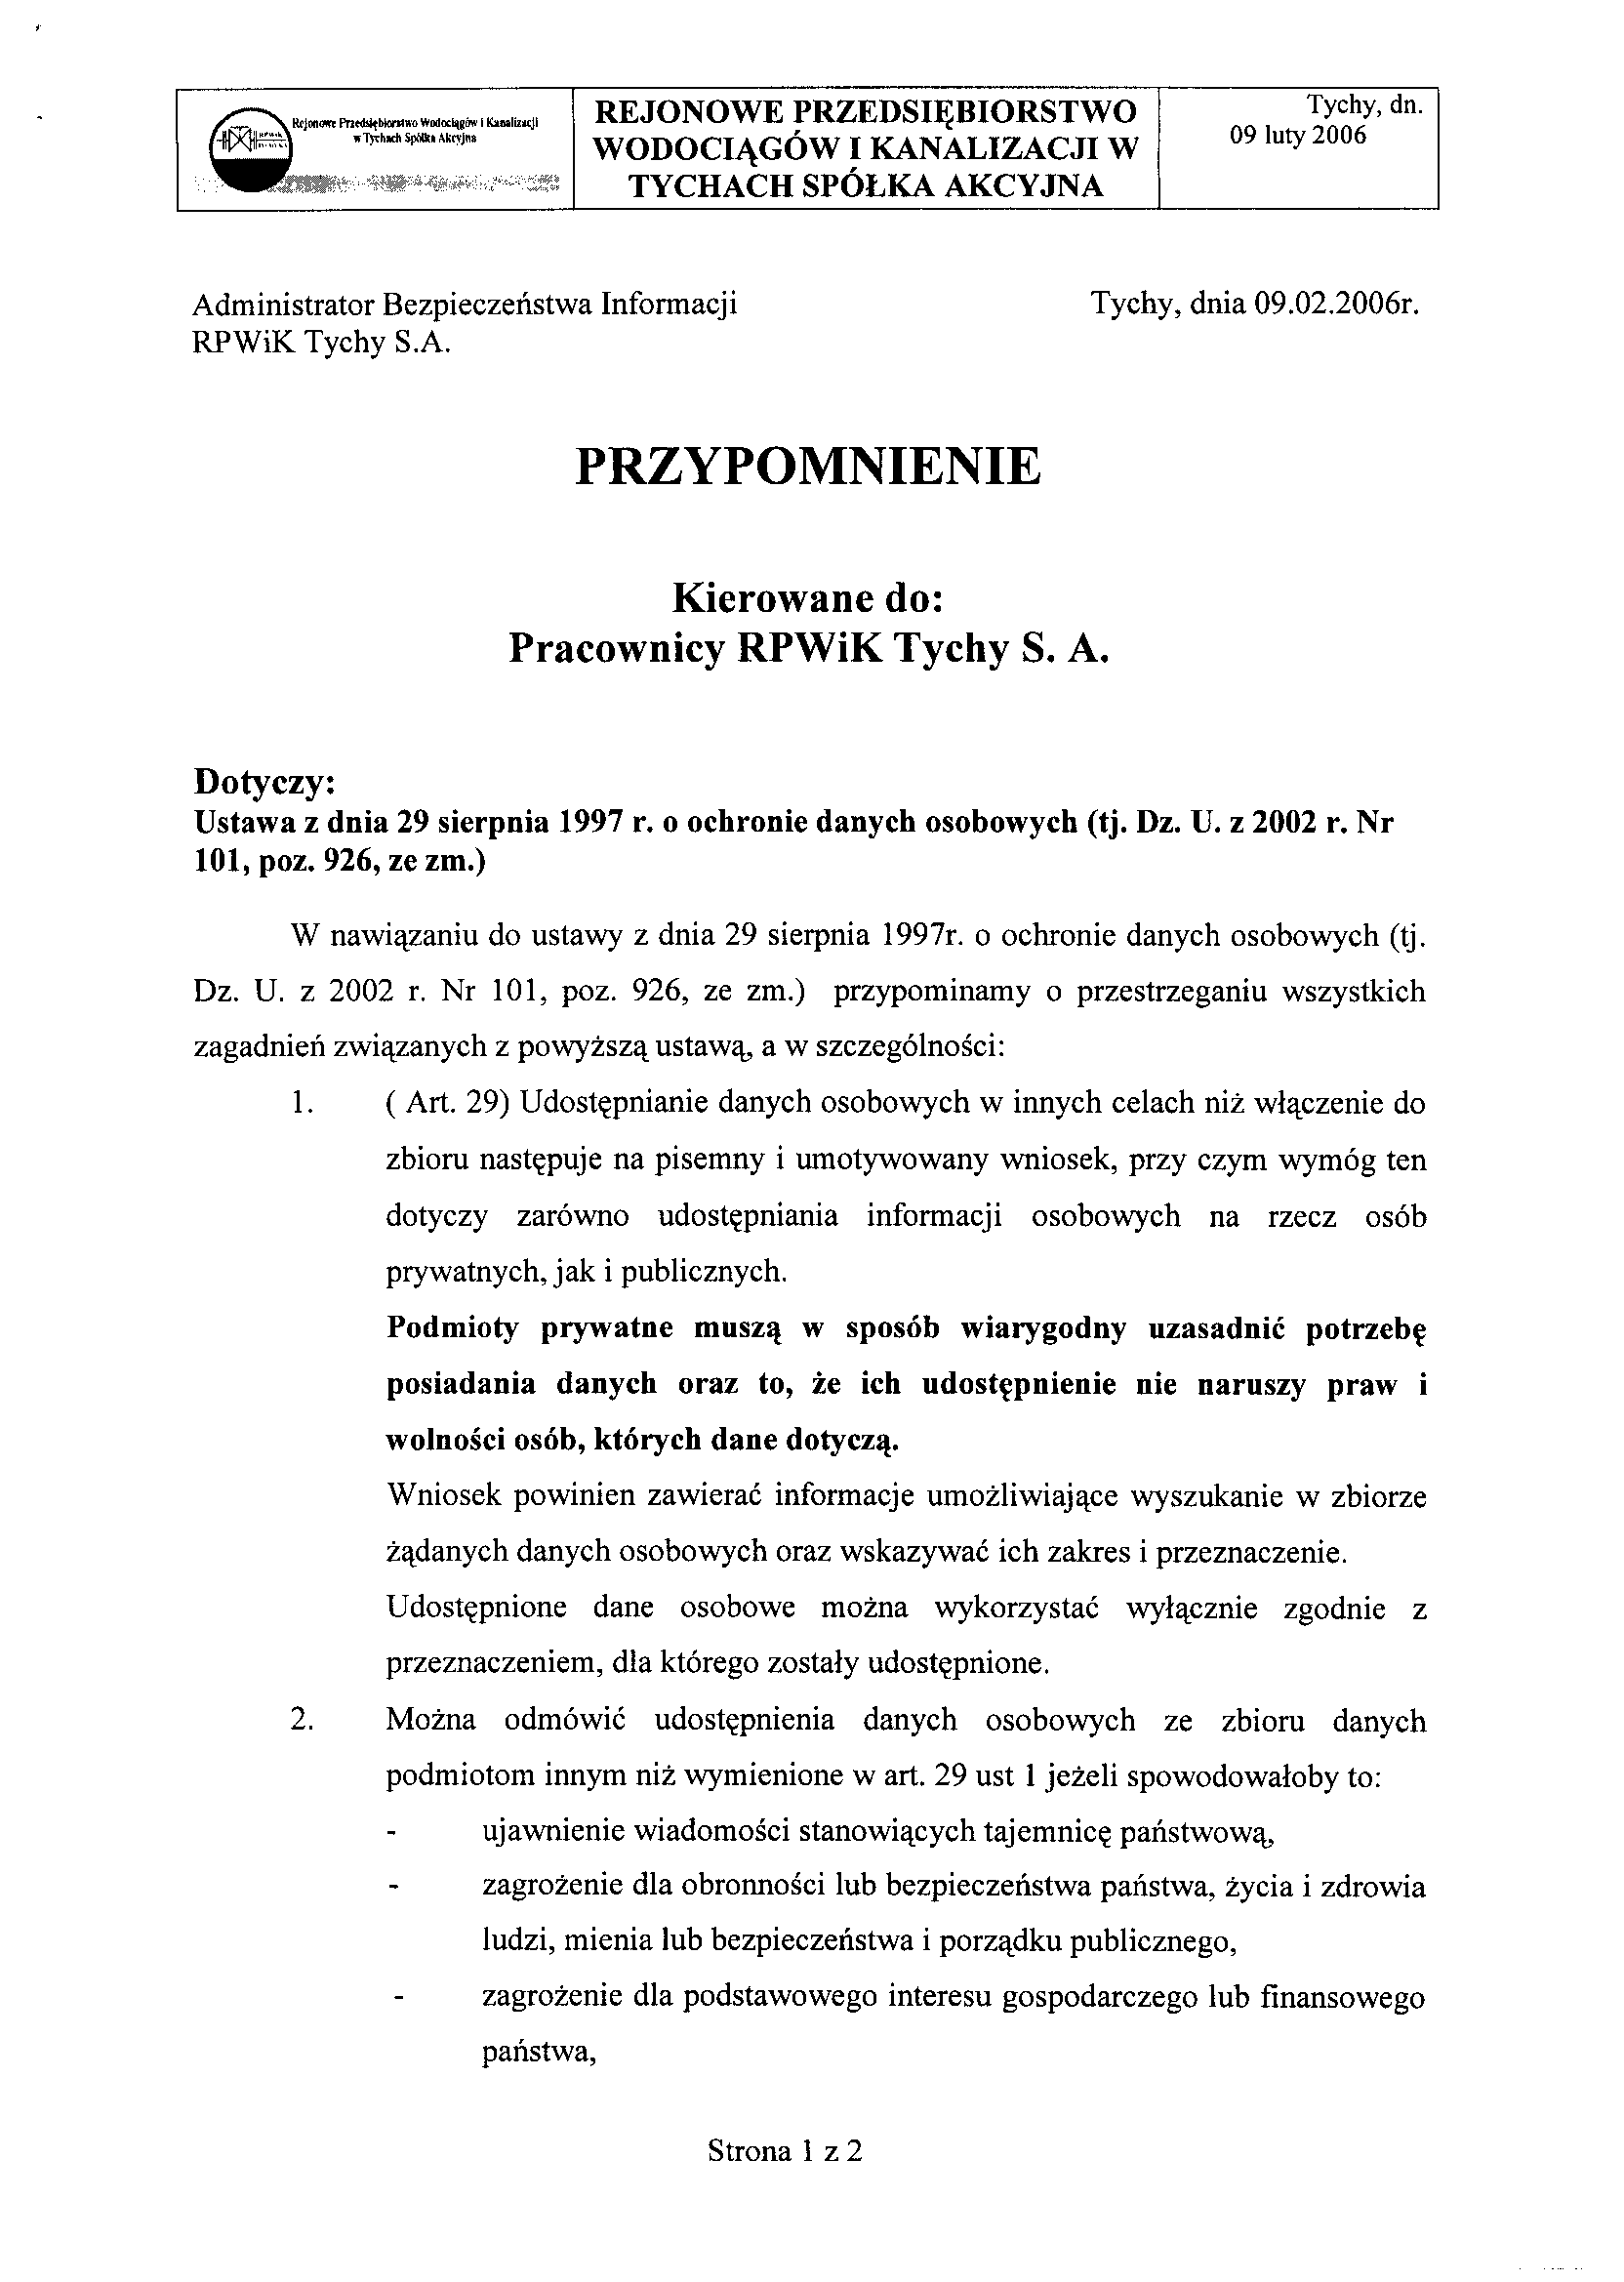 Rejonowe Przedsiębiorstwo Wodociągów i Kanalizacji
w Tychach Spółka Akcyjna
REJONOWE PRZEDSIĘBIORSTWO
WODOCIĄGÓW I KANALIZACJI W
TYCHACH SPÓŁKA AKCYJNA
Tychy, dn.
09 luty 2006
Administrator Bezpieczeństwa Informacji
Tychy, dnia 09.02.2006r.
RPWiK Tychy S.A.
PRZYPOMNIENIE
Kierowane do:
Pracownicy RPWiK Tychy S. A.
Dotyczy:
Ustawa z dnia 29 sierpnia 1997 r. o ochronie danych osobowych (tj. Dz. U. z 2002 r. Nr
101, poz. 926, ze zm.)
W nawiązaniu do ustawy z dnia 29 sierpnia 1997r. o ochronie danych osobowych (tj.
Dz. U. z 2002 r. Nr 101, poz. 926, ze zm.) przypominamy o przestrzeganiu wszystkich
zagadnień związanych z powyższą ustawą, a w szczególności:
1. ( Art. 29) Udostępnianie danych osobowych w innych celach niż włączenie do
zbioru następuje na pisemny i umotywowany wniosek, przy czym wymóg ten
dotyczy zarówno udostępniania informacji osobowych na rzecz osób
prywatnych, jak i publicznych.
Podmioty prywatne muszą w sposób wiarygodny uzasadnić potrzebę
posiadania danych oraz to, że ich udostępnienie nie naruszy praw i
wolności osób, których dane dotyczą.
Wniosek powinien zawierać informacje umożliwiające wyszukanie w zbiorze
żądanych danych osobowych oraz wskazywać ich zakres i przeznaczenie.
Udostępnione dane osobowe można wykorzystać wyłącznie zgodnie z
przeznaczeniem, dla którego zostały udostępnione.
2. Można odmówić udostępnienia danych osobowych ze zbioru danych
podmiotom innym niż wymienione w art. 29 ust 1 jeżeli spowodowałoby to:
- ujawnienie wiadomości stanowiących tajemnicę państwową,
- zagrożenie dla obronności lub bezpieczeństwa państwa, życia i zdrowia
ludzi, mienia lub bezpieczeństwa i porządku publicznego,
- zagrożenie dla podstawowego interesu gospodarczego lub finansowego
państwa,
Strona 1 z 2